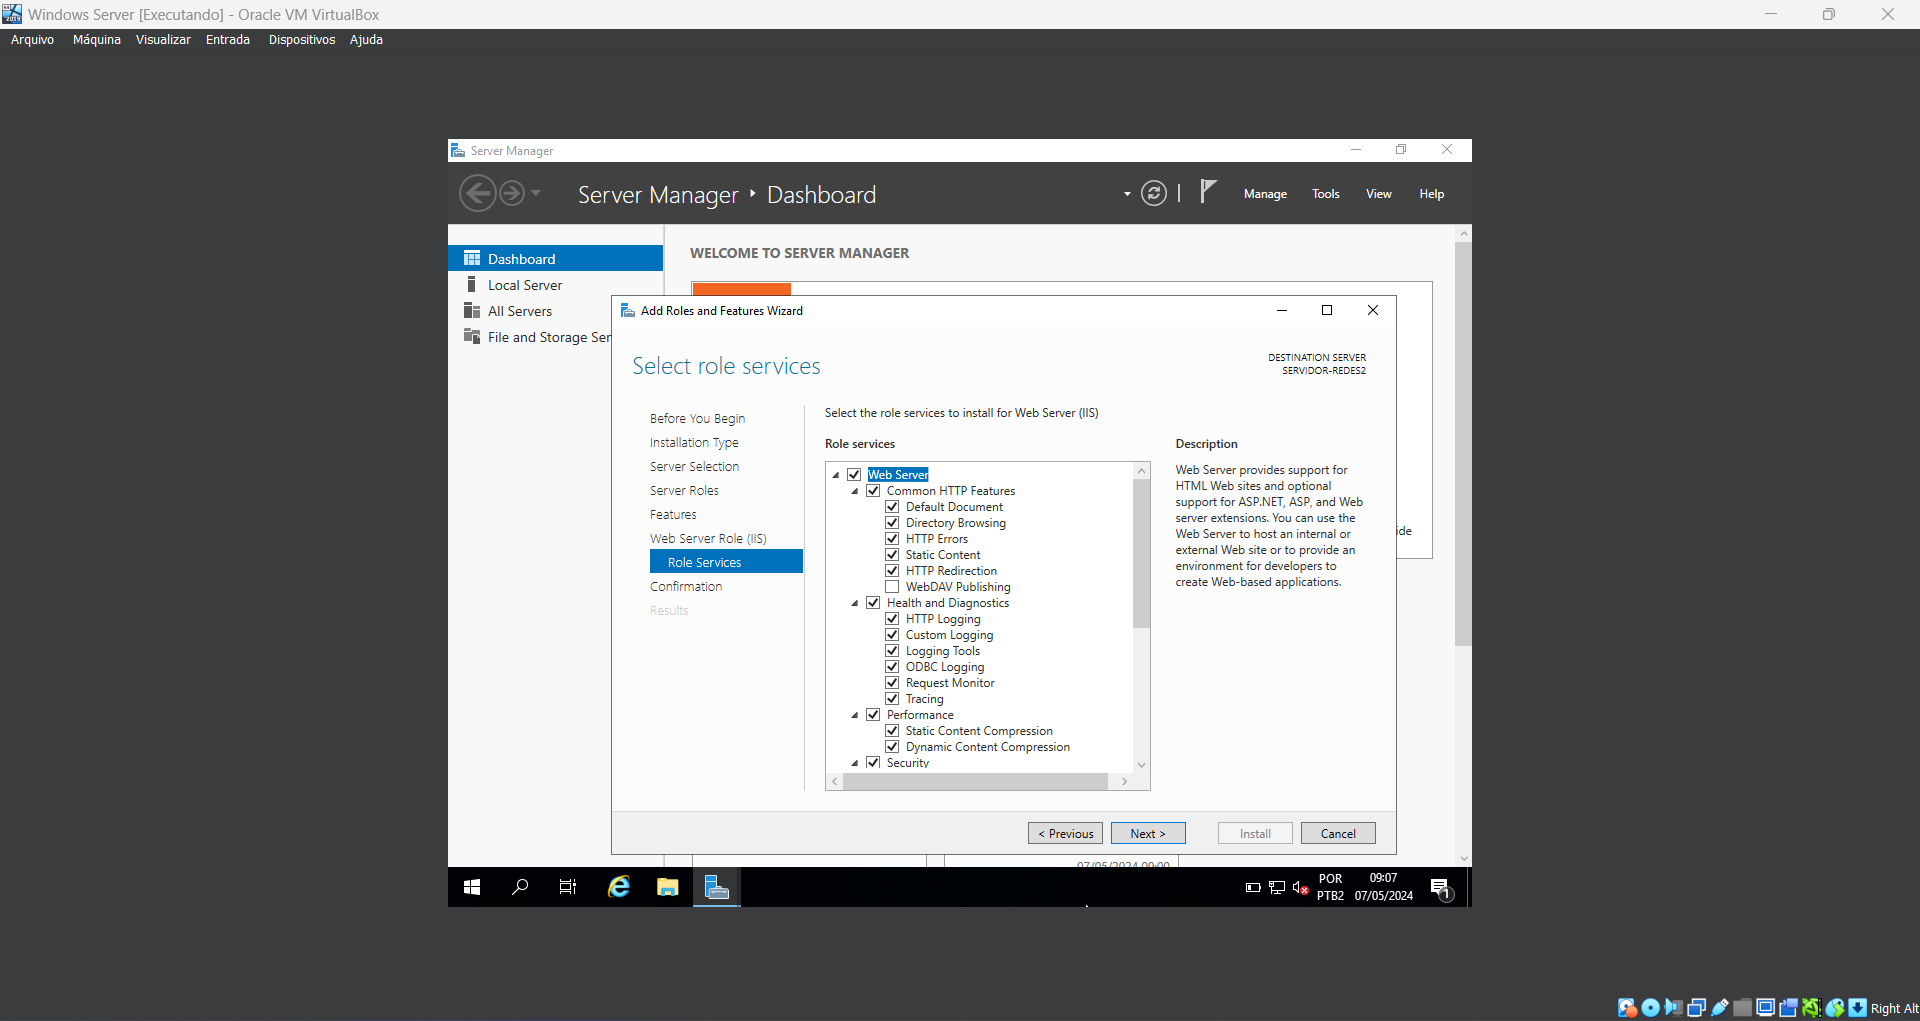 Windows Server [Executando] - Oracle VM VirtualBox
Arquivo Máquina Visualizar Entrada Dispositivos Ajuda
Server Manager
Server Manager Dashboard
Manage Tools View Help
Dashboard
Local Server
All Servers
File and Storage Ser
WELCOME TO SERVER MANAGER
Add Roles and Features Wizard
Select role services
DESTINATION SERVER
SERVIDOR-REDES2
Before You Begin
Installation Type
Server Selection
Server Roles
Features
Web Server Role (IIS)
Role Services
Confirmation
Results
Select the role services to install for Web Server (IIS)
Role services
Web Server
Common HTTP Features
Default Document
Directory Browsing
HTTP Errors
Static Content
HTTP Redirection
WebDAV Publishing
Health and Diagnostics
HTTP Logging
Custom Logging
Logging Tools
ODBC Logging
Request Monitor
Tracing
Performance
Static Content Compression
Dynamic Content Compression
Security
Description
Web Server provides support for
HTML Web sites and optional
support for ASP.NET, ASP, and Web
server extensions. You can use the
Web Server to host an internal or
external Web site or to provide an
environment for developers to
create Web-based applications.
ide
< Previous
Next >
Install
Cancel
07/05/2024 09:00
POR
PTB2
09:07
07/05/2024
1
Right Alt